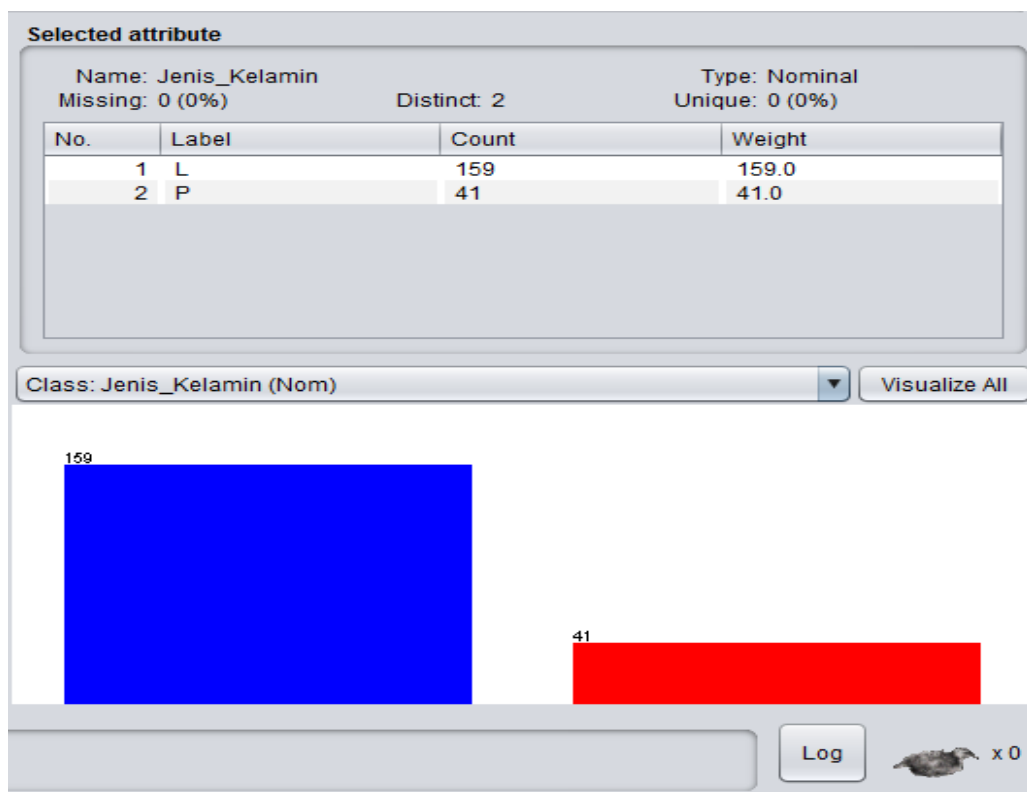 Selected attribute
Name: Jenis_Kelamin Type: Nominal
Missing: 0 (0%) Distinct: 2 Unique: 0 (0%)
No. Label Count Weight
1 L 159 159.0
2 P 41 41.0
Class: Jenis_Kelamin (Nom) Visualize All
159
41
Log x 0